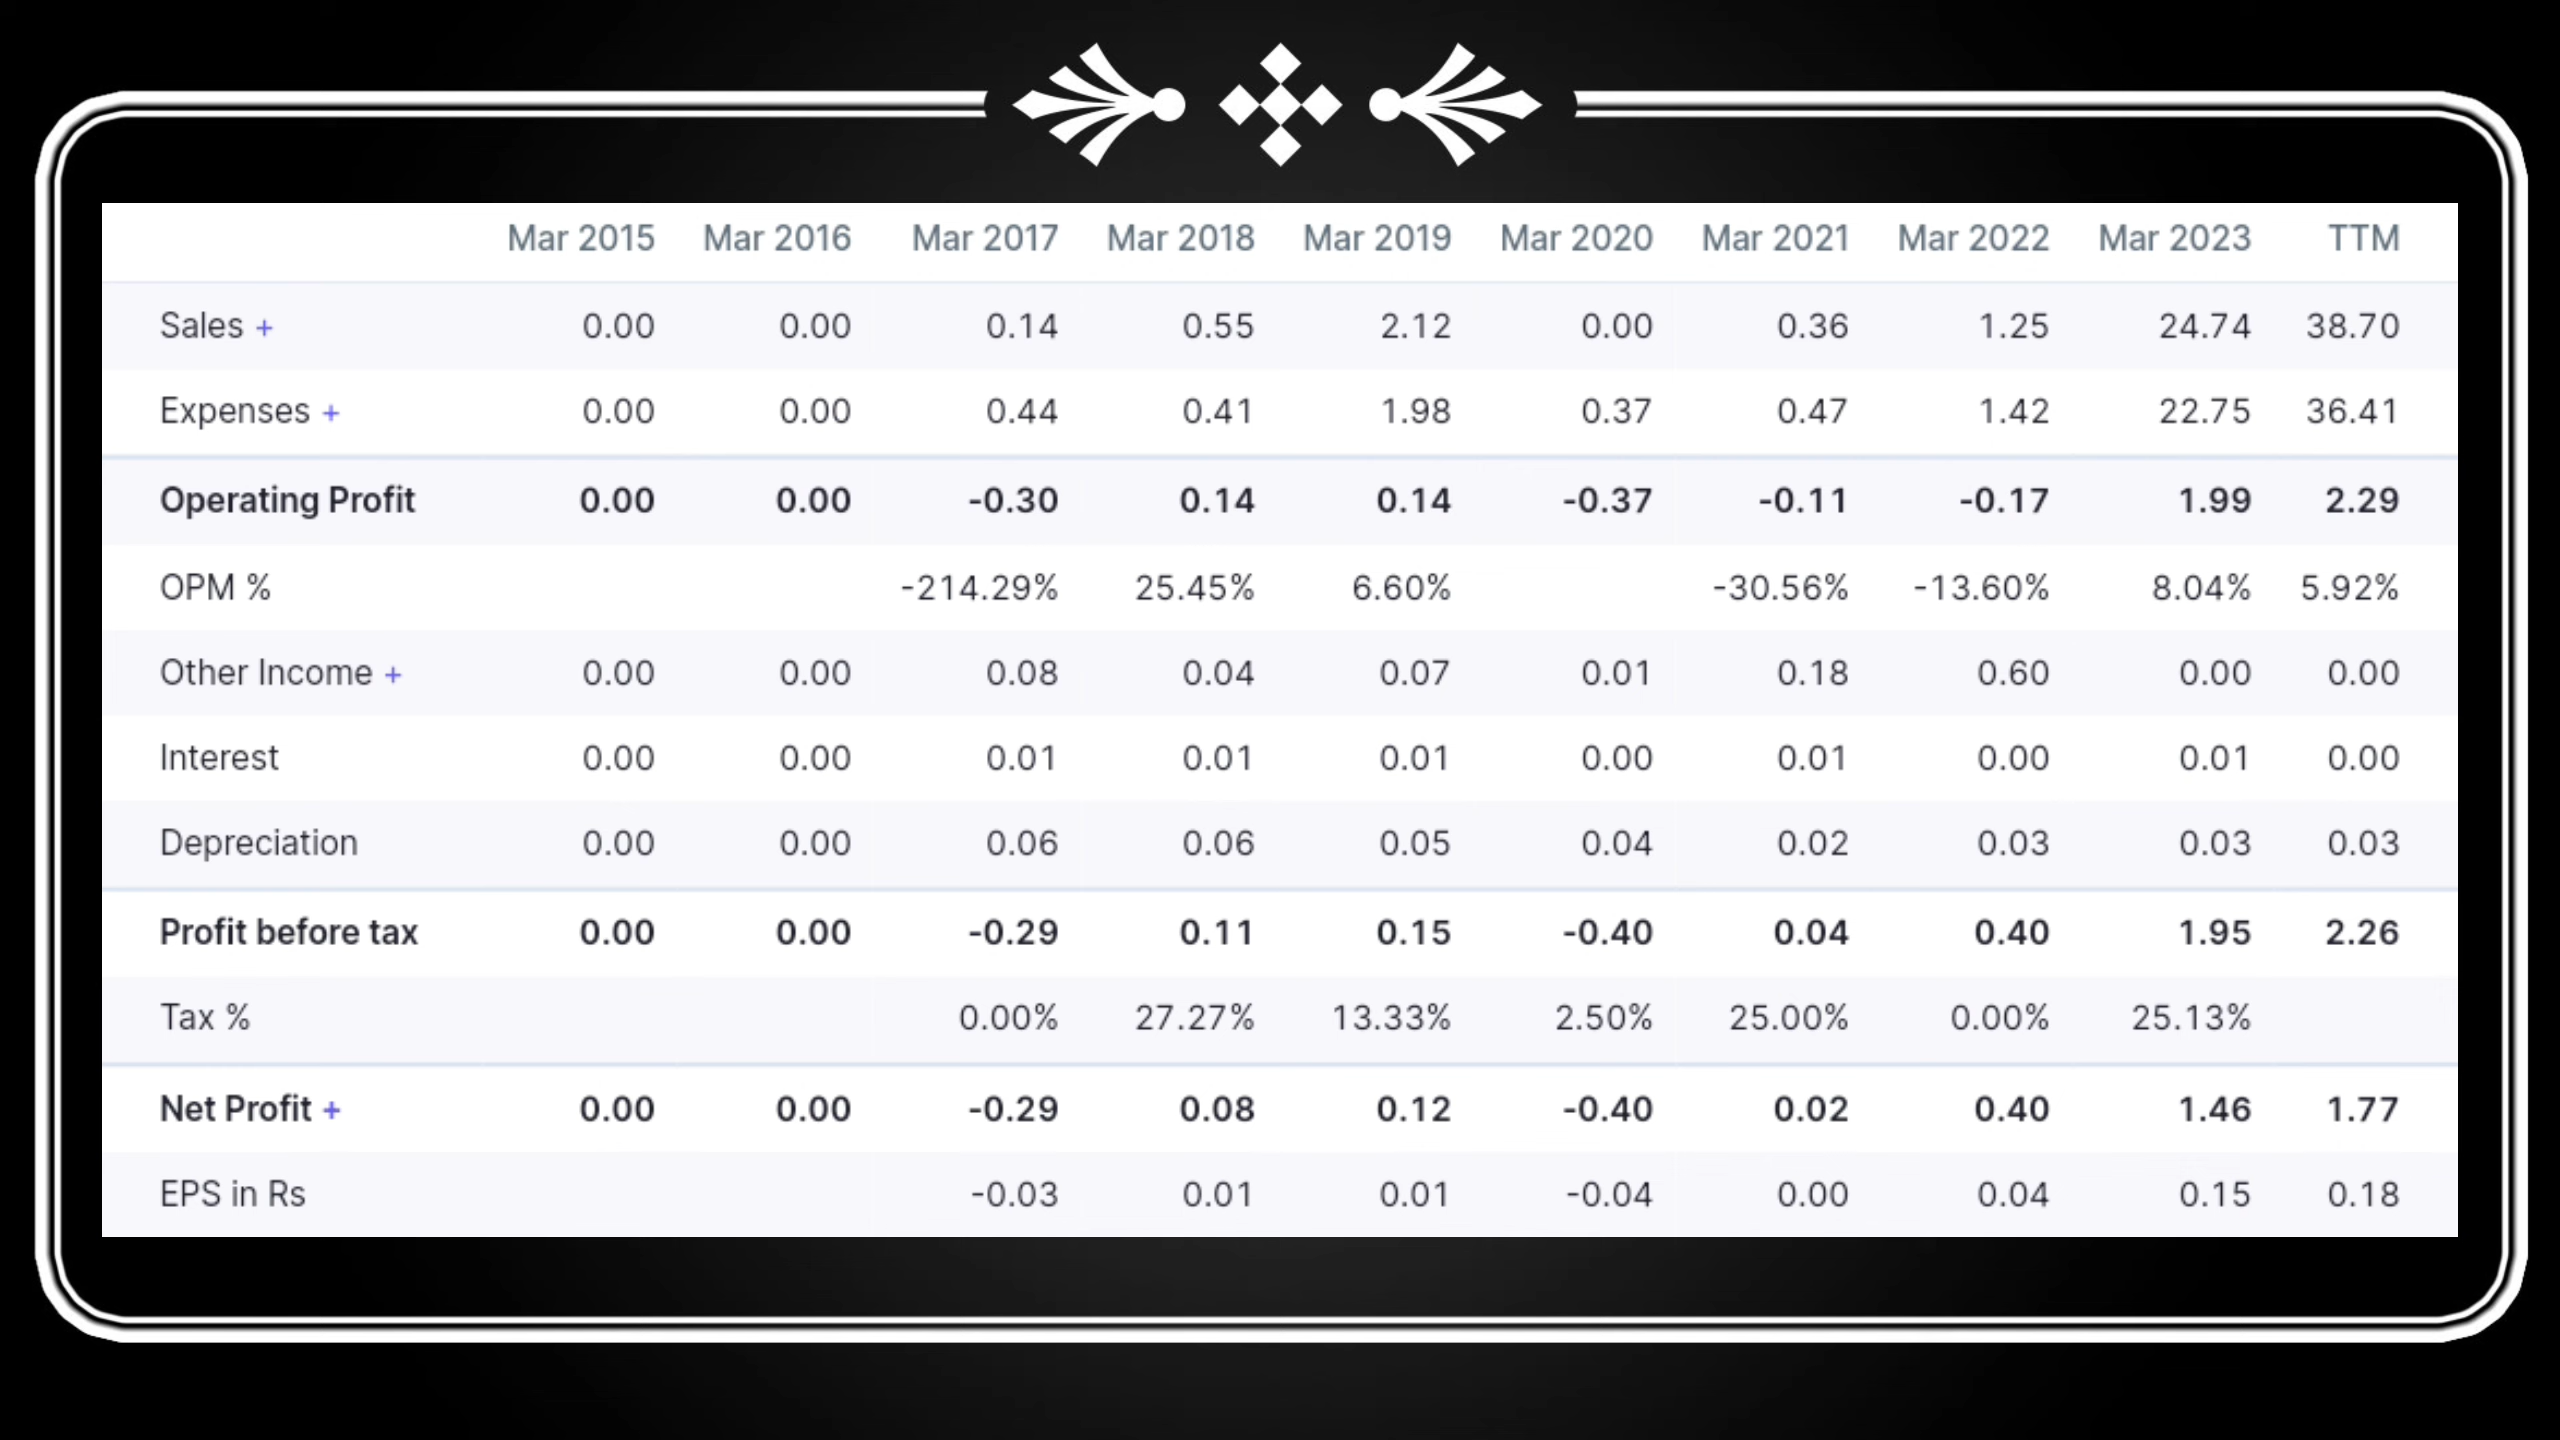 Mar 2015 Mar 2016 Mar 2017 Mar 2018 Mar 2019 Mar 2020 Mar 2021 Mar 2022 Mar 2023 TTM
Sales + 0.00 0.00 0.14 0.55 2.12 0.00 0.36 1.25 24.74 38.70
Expenses + 0.00 0.00 0.44 0.41 1.98 0.37 0.47 1.42 22.75 36.41
Operating Profit 0.00 0.00 -0.30 0.14 0.14 -0.37 -0.11 -0.17 1.99 2.29
OPM % -214.29% 25.45% 6.60% -30.56% -13.60% 8.04% 5.92%
Other Income + 0.00 0.00 0.08 0.04 0.07 0.01 0.18 0.60 0.00 0.00
Interest 0.00 0.00 0.01 0.01 0.01 0.00 0.01 0.00 0.01 0.00
Depreciation 0.00 0.00 0.06 0.06 0.05 0.04 0.02 0.03 0.03 0.03
Profit before tax 0.00 0.00 -0.29 0.11 0.15 -0.40 0.04 0.40 1.95 2.26
Tax % 0.00% 27.27% 13.33% 2.50% 25.00% 0.00% 25.13%
Net Profit + 0.00 0.00 -0.29 0.08 0.12 -0.40 0.02 0.40 1.46 1.77
EPS in Rs -0.03 0.01 0.01 -0.04 0.00 0.04 0.15 0.18